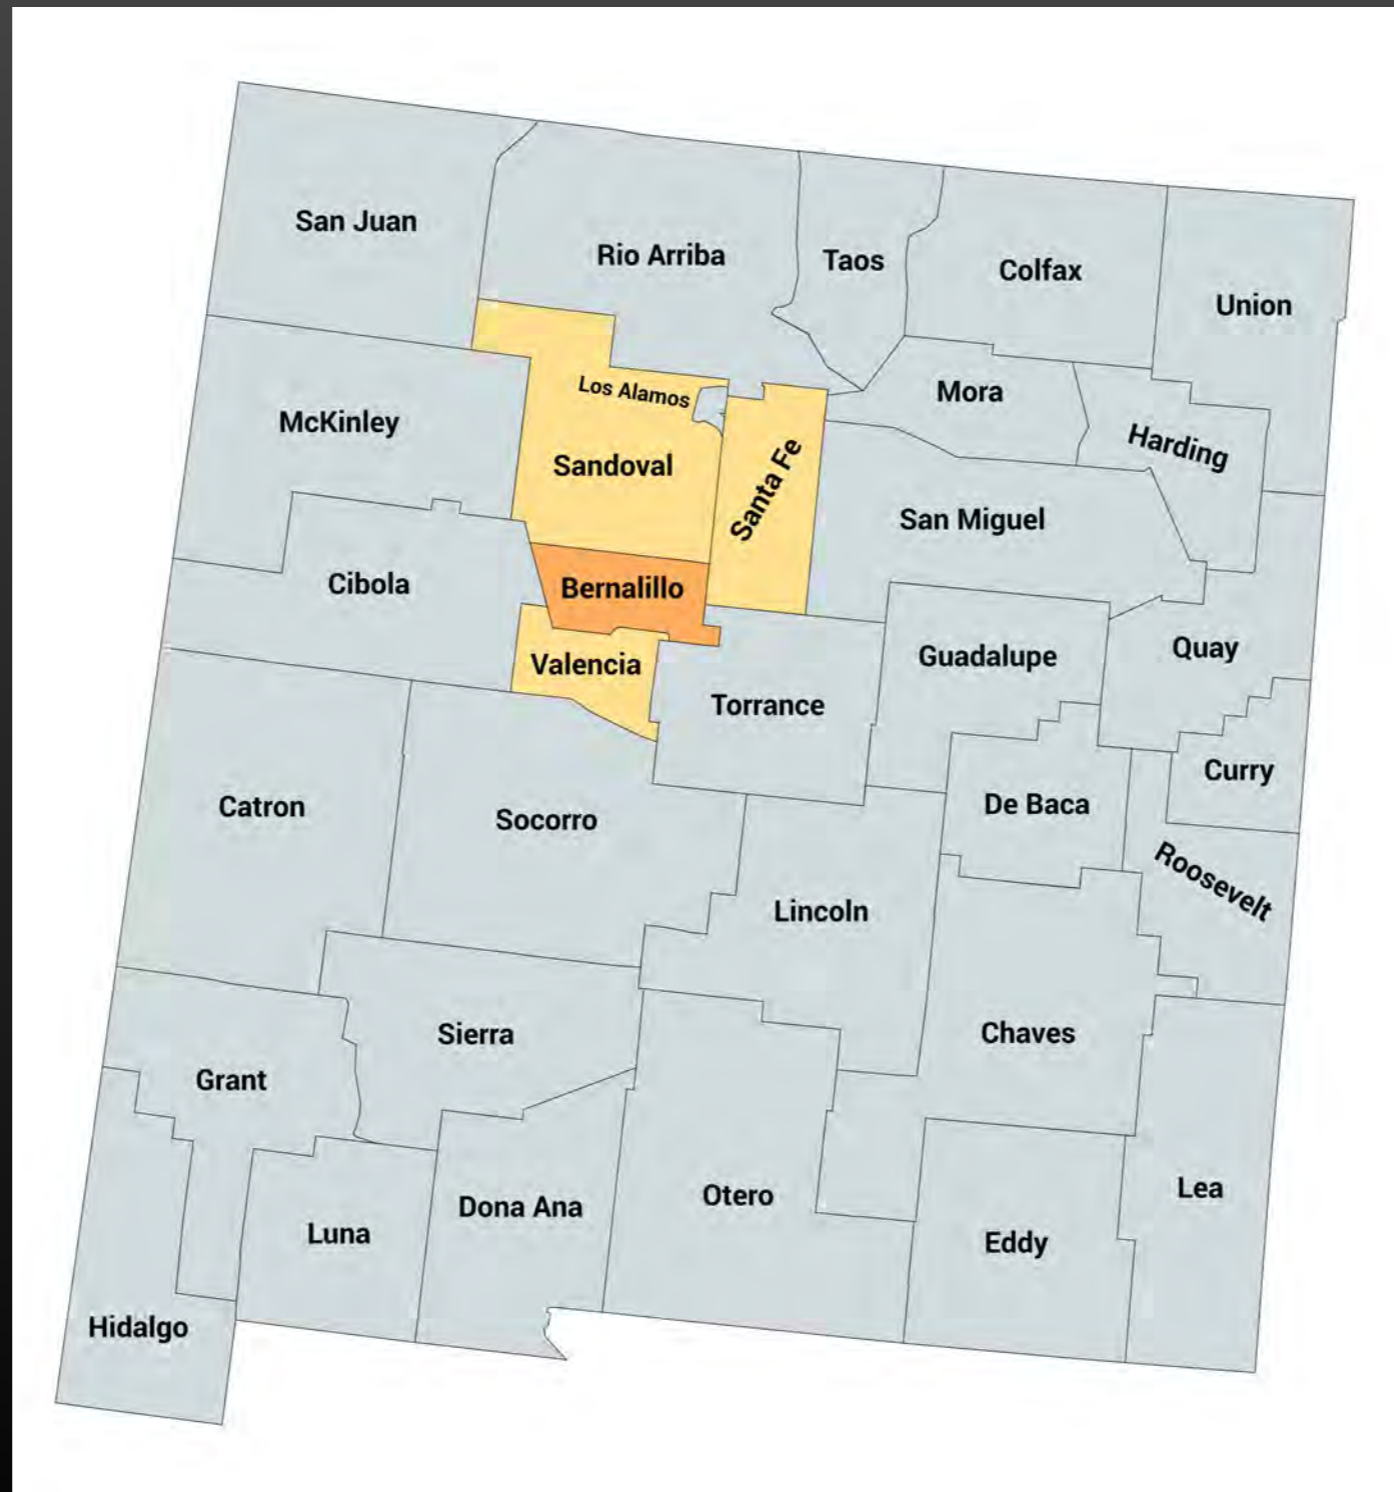 San Juan
Rio Arriba
Taos
Colfax
Union
Los Alamos
Mora
McKinley
Harding
Sandoval
Santa Fe
San Miguel
Cibola
Bernalillo
Quay
Guadalupe
Valencia
Torrance
Curry
De Baca
Catron
Socorro
Roosevelt
Lincoln
Chaves
Sierra
Grant
Lea
Otero
Dona Ana
Luna
Eddy
Hidalgo